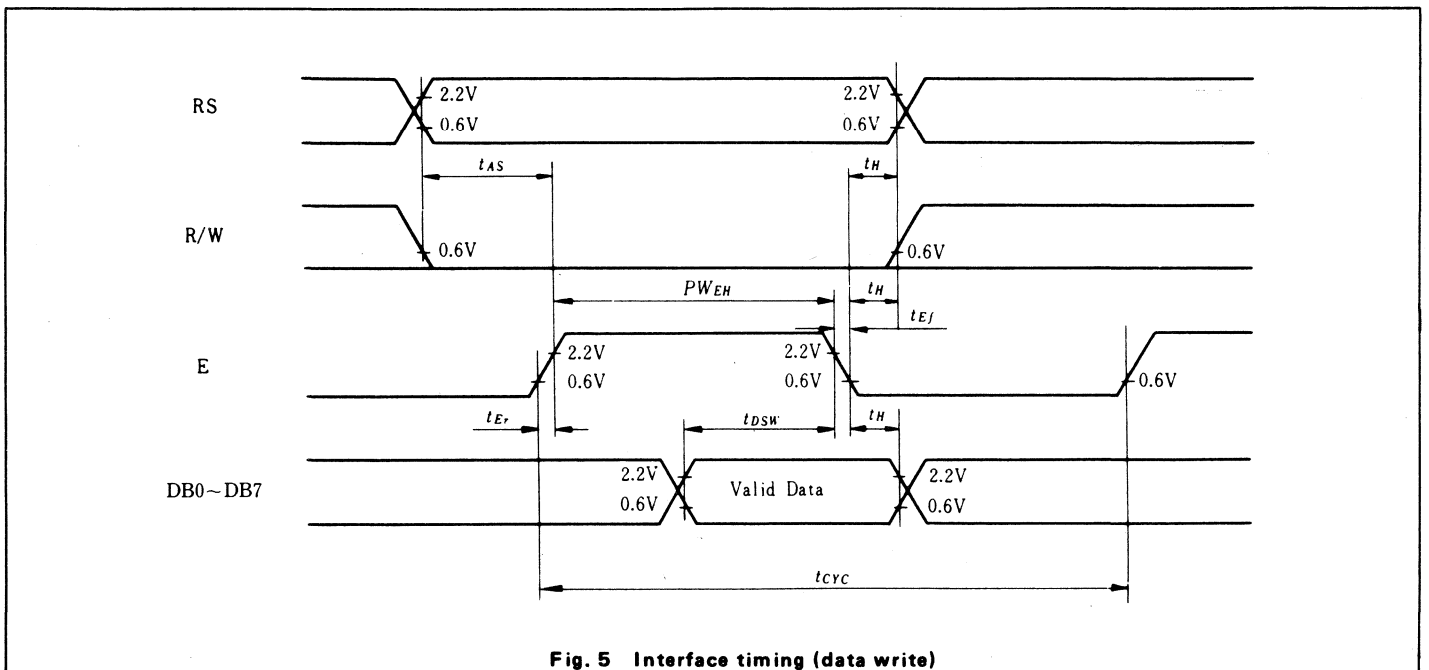 RS
2.2V
0.6V
2.2V
0.6V
tAS
tH
R/W
0.6V
0.6V
PWEH
tH
tEf
E
2.2V
0.6V
2.2V
0.6V
0.6V
tEr
tDSW
tH
DB0~DB7
2.2V
0.6V
Valid Data
2.2V
0.6V
tCYC
Fig. 5 Interface timing (data write)